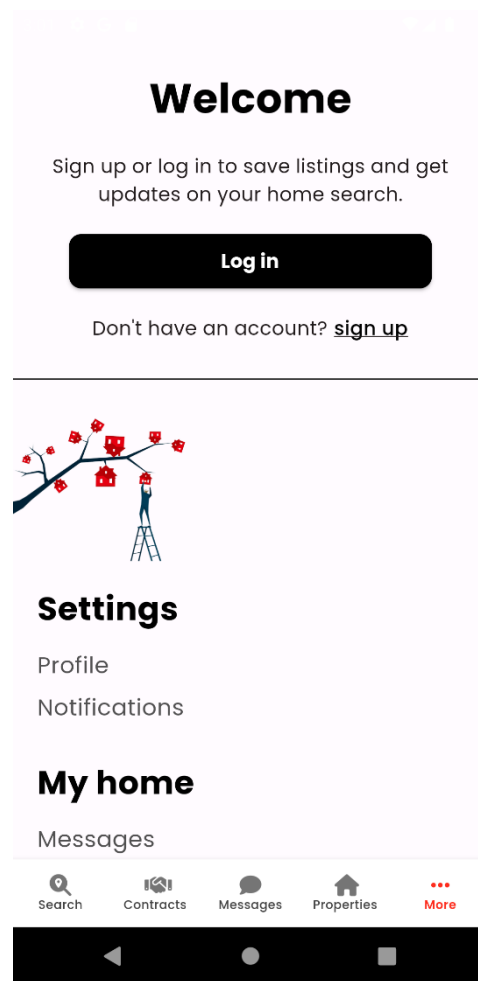 Welcome
Sign up or log in to save listings and get
updates on your home search.
Log in
Don't have an account? sign up
Settings
Profile
Notifications
My home
Messages
Search
Contracts
Messages
Properties
More